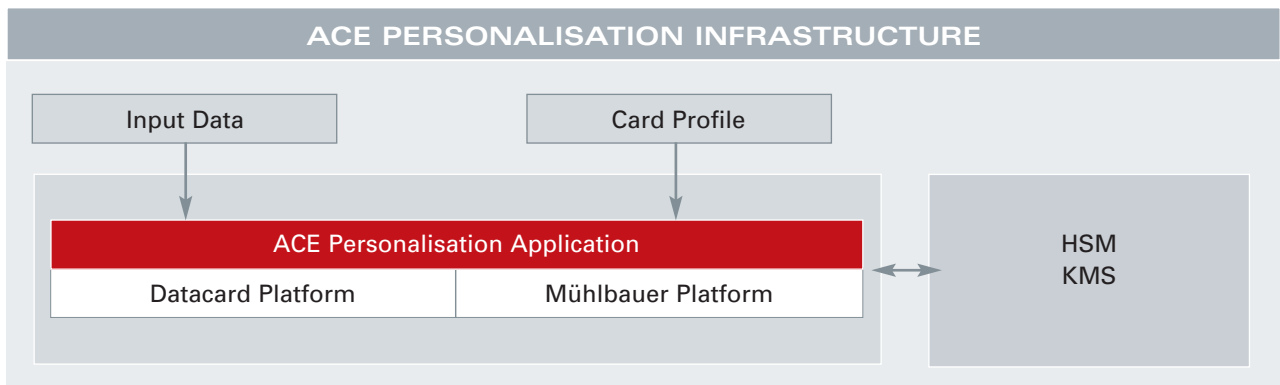 ACE PERSONALISATION INFRASTRUCTURE
Input Data
Card Profile
ACE Personalisation Application
Datacard Platform
Mühlbauer Platform
HSM
KMS